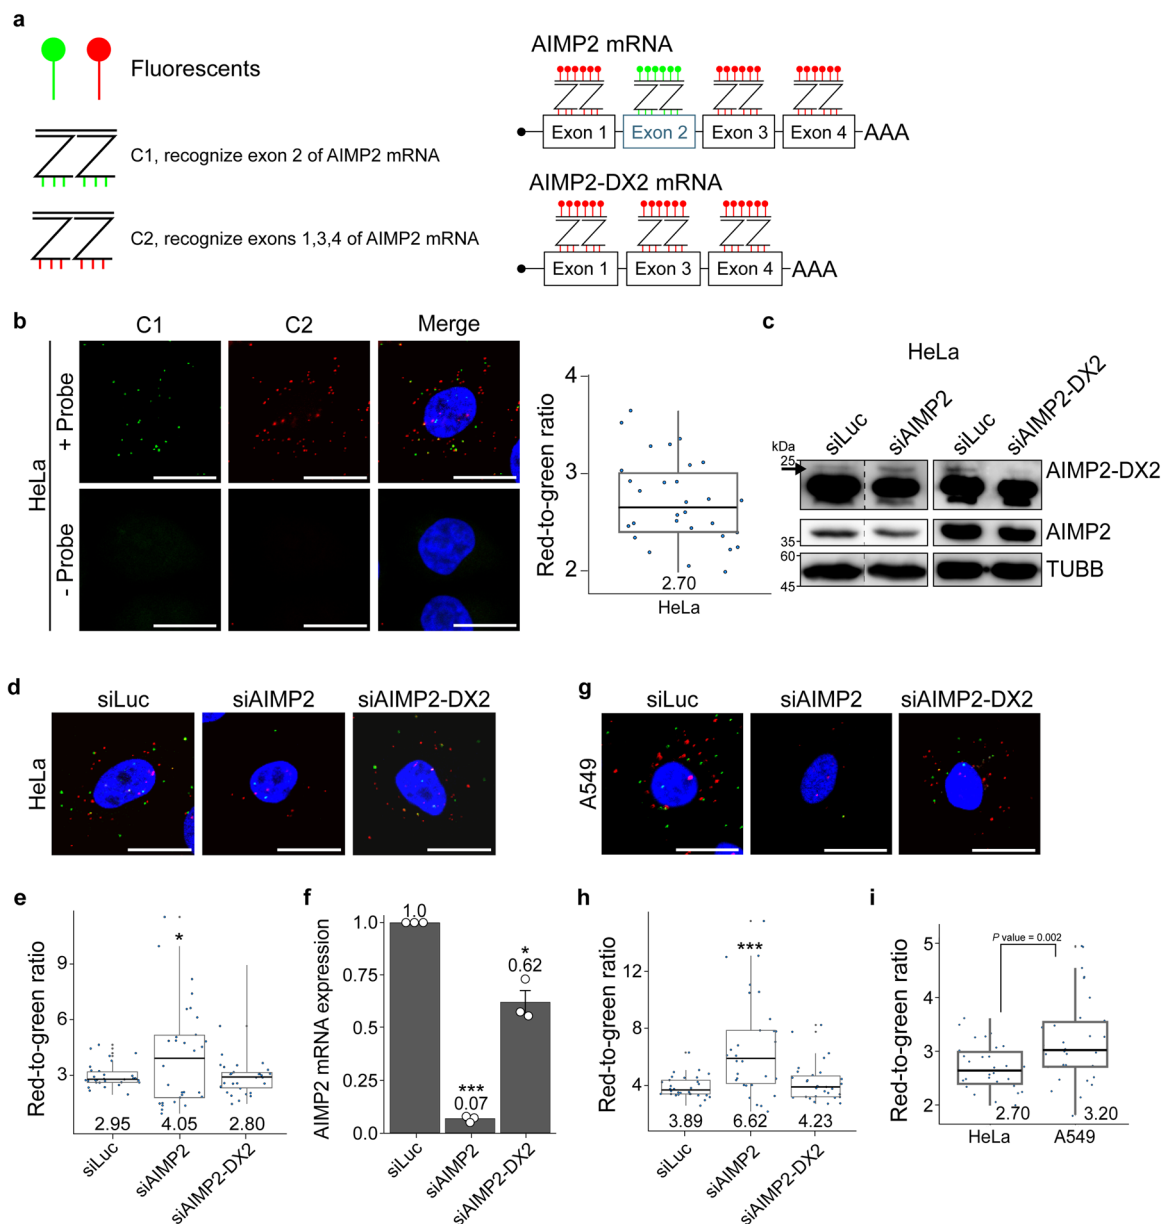 a
Fluorescents
C1, recognize exon 2 of AIMP2 mRNA
C2, recognize exons 1,3,4 of AIMP2 mRNA
AIMP2 mRNA
Exon 1 Exon 2 Exon 3 Exon 4 AAA
AIMP2-DX2 mRNA
Exon 1 Exon 3 Exon 4 AAA
b
C1 C2 Merge
HeLa
+ Probe
- Probe
Red-to-green ratio
4
3
2
2.70
HeLa
c
HeLa
siLuc siAIMP2 siLuc siAIMP2-DX2
kDa
25
AIMP2-DX2
35
AIMP2
60
TUBB
45
d
siLuc siAIMP2 siAIMP2-DX2
HeLa
g
siLuc siAIMP2 siAIMP2-DX2
A549
e
Red-to-green ratio
9
6
3
*
2.95 4.05 2.80
siLuc siAIMP2 siAIMP2-DX2
f
AIMP2 mRNA expression
1.0
0.75
0.5
0.25
0.0
1.0
***
0.07
*
0.62
siLuc siAIMP2 siAIMP2-DX2
h
Red-to-green ratio
12
8
4
***
3.89 6.62 4.23
siLuc siAIMP2 siAIMP2-DX2
i
Red-to-green ratio
5
4
3
2
P value = 0.002
2.70 3.20
HeLa A549